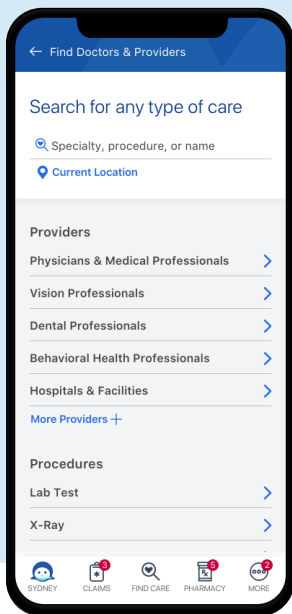 ← Find Doctors & Providers
Search for any type of care
Specialty, procedure, or name
Current Location
Providers
Physicians & Medical Professionals
Vision Professionals
Dental Professionals
Behavioral Health Professionals
Hospitals & Facilities
More Providers +
Procedures
Lab Test
X-Ray
3 5 2
SYDNEY CLAIMS FIND CARE PHARMACY MORE